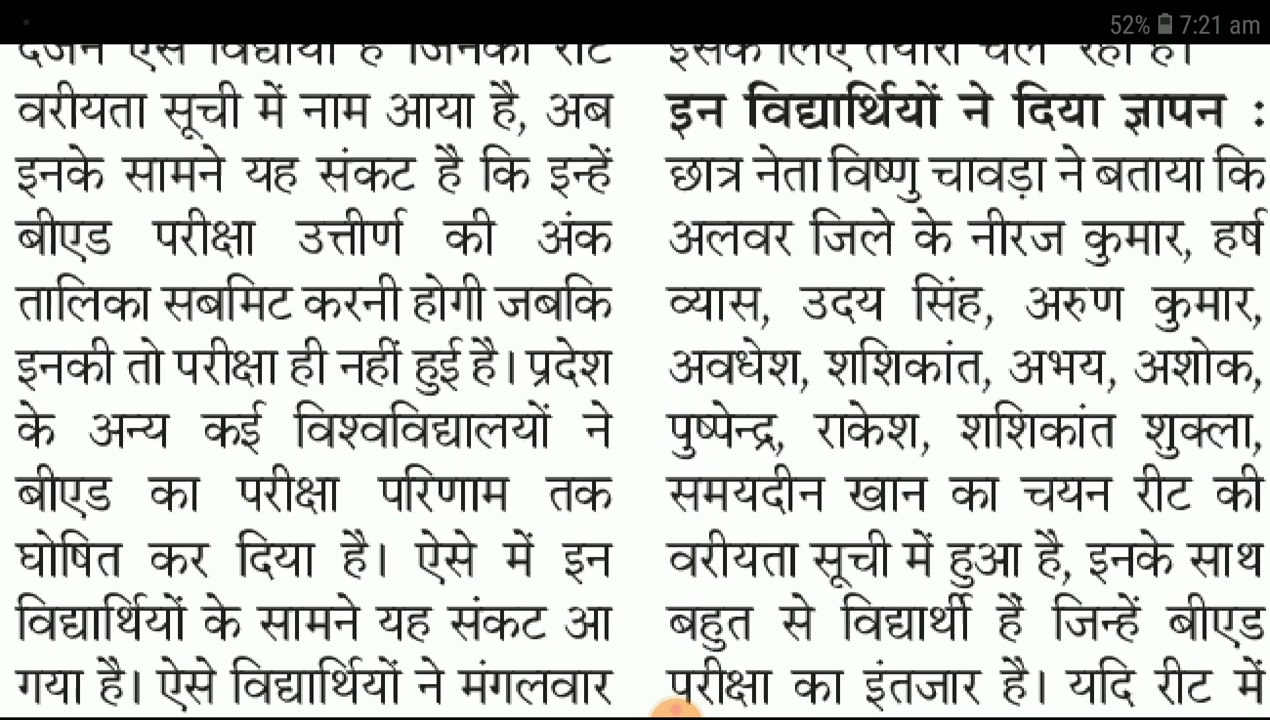 52% 7:21 am
वरीयता सूची में नाम आया है, अब
इनके सामने यह संकट है कि इन्हें
बीएड परीक्षा उत्तीर्ण की अंक
तालिका सबमिट करनी होगी जबकि
इनकी तो परीक्षा ही नहीं हुई है। प्रदेश
के अन्य कई विश्वविद्यालयों ने
बीएड का परीक्षा परिणाम तक
घोषित कर दिया है। ऐसे में इन
विद्यार्थियों के सामने यह संकट आ
गया है। ऐसे विद्यार्थियों ने मंगलवार
इसके लिए तैयारी चल रही है।
इन विद्यार्थियों ने दिया ज्ञापन :
छात्र नेता विष्णु चावड़ा ने बताया कि
अलवर जिले के नीरज कुमार, हर्ष
व्यास, उदय सिंह, अरुण कुमार,
अवधेश, शशिकांत, अभय, अशोक,
पुष्पेन्द्र, राकेश, शशिकांत शुक्ला,
समयदीन खान का चयन रीट की
वरीयता सूची में हुआ है, इनके साथ
बहुत से विद्यार्थी हैं जिन्हें बीएड
परीक्षा का इंतजार है। यदि रीट में